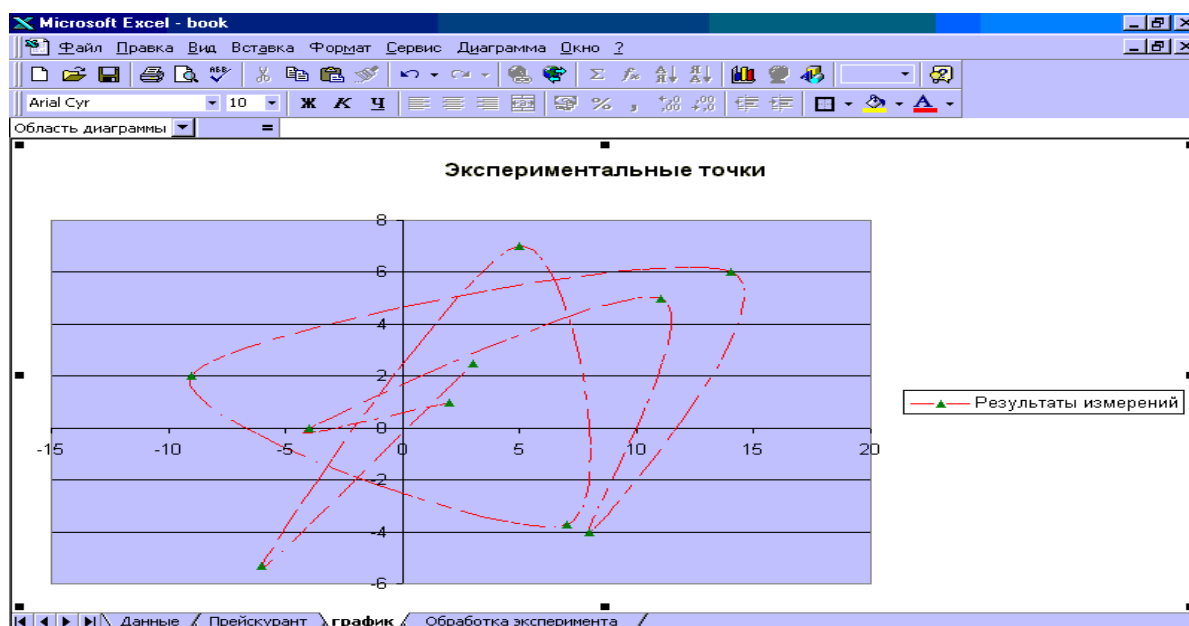 Microsoft Excel - book
Файл Правка Вид Вставка Формат Сервис Диаграмма Окно ?
Arial Cyr 10 Ж К Ч % ,
Область диаграммы =
Экспериментальные точки
8
6
4
2
0
-15 -10 -5 0 5 10 15 20
-2
-4
-6
Результаты измерений
Данные Прейскурант график Обработка эксперимента